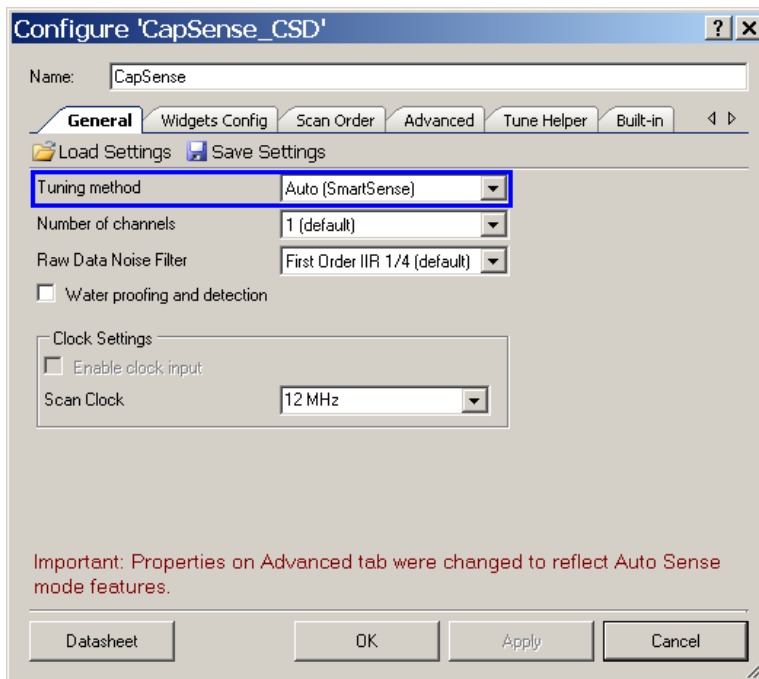 Configure 'CapSense_CSD'
Name: CapSense
General Widgets Config Scan Order Advanced Tune Helper Built-in
Load Settings Save Settings
Tuning method Auto (SmartSense)
Number of channels 1 (default)
Raw Data Noise Filter First Order IIR 1/4 (default)
Water proofing and detection
Clock Settings
Enable clock input
Scan Clock 12 MHz
Important: Properties on Advanced tab were changed to reflect Auto Sense
mode features.
Datasheet OK Apply Cancel